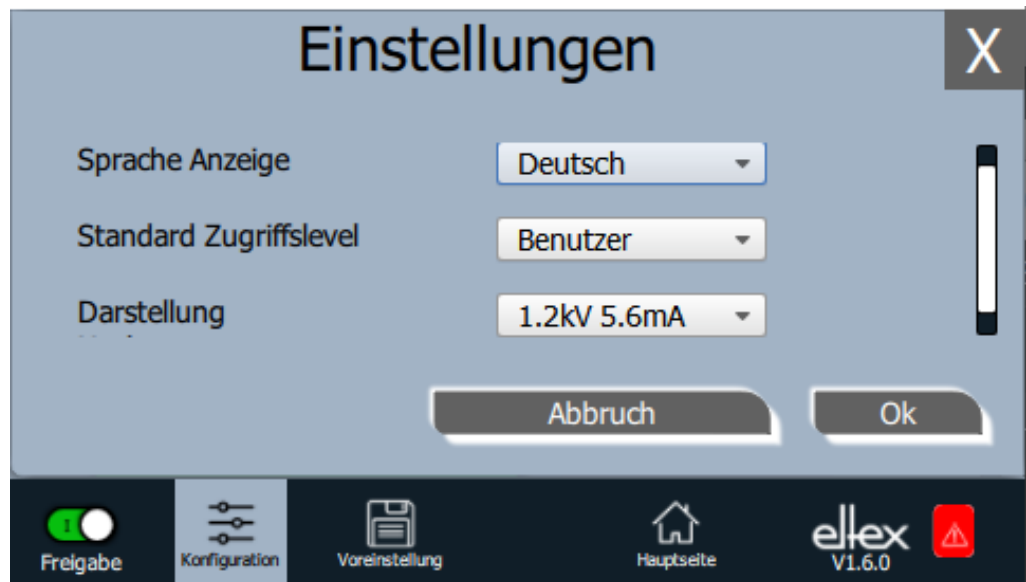 Einstellungen
X
Sprache Anzeige
Deutsch
Standard Zugriffslevel
Benutzer
Darstellung
1.2kV 5.6mA
Abbruch
Ok
I
Freigabe
Konfiguration
Voreinstellung
Hauptseite
eltex
V1.6.0